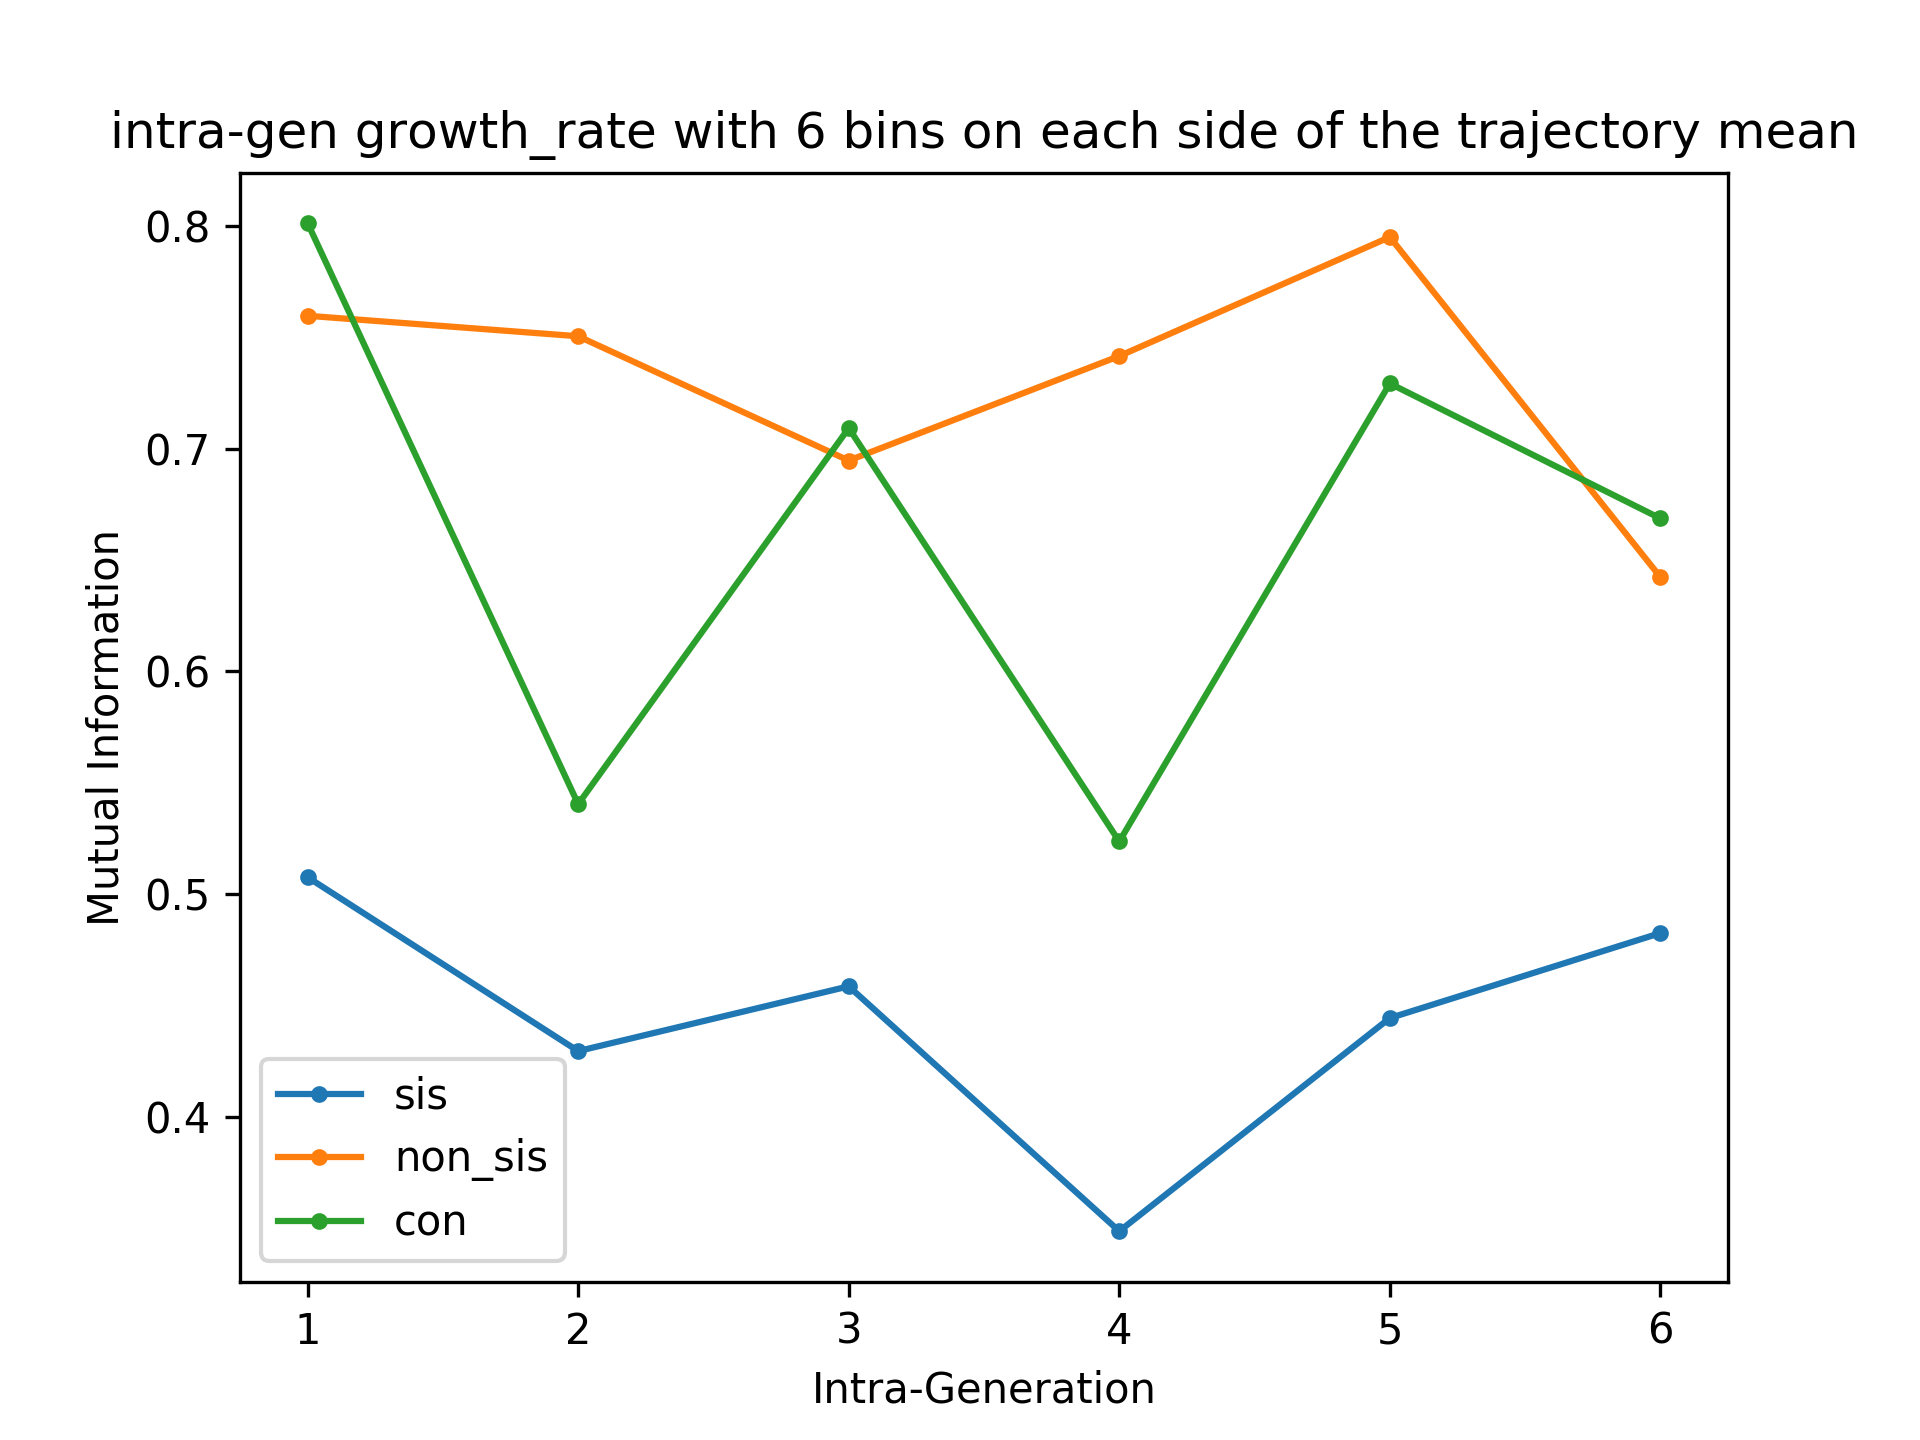 intra-gen growth_rate with 6 bins on each side of the trajectory mean
0.8
0.7
0.6
0.5
0.4
Mutual Information
sis
non_sis
con
1 2 3 4 5 6
Intra-Generation